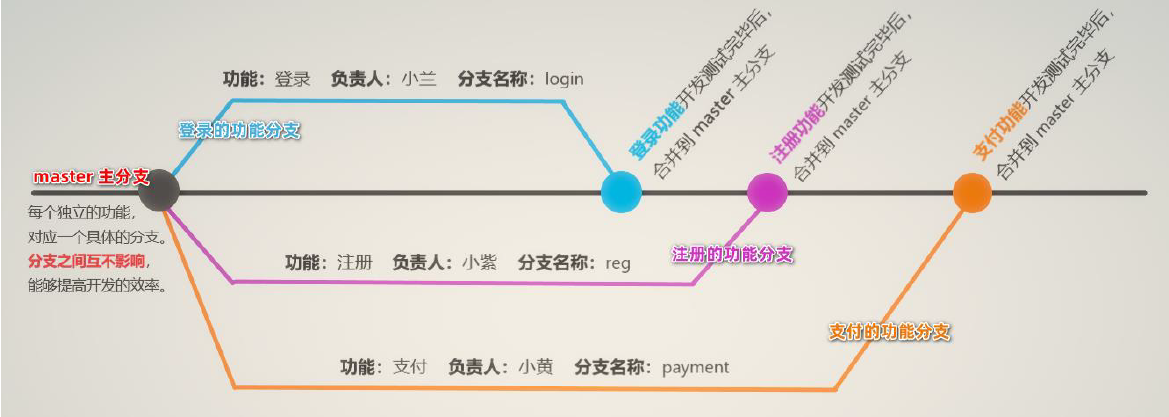 功能：登录 负责人：小兰 分支名称：login
登录的功能分支
登录功能开发测试完毕后，
合并到 master 主分支
注册功能开发测试完毕后，
合并到 master 主分支
支付功能开发测试完毕后，
合并到 master 主分支
master 主分支
每个独立的功能，
对应一个具体的分支。
分支之间互不影响，
能够提高开发的效率。
功能：注册 负责人：小紫 分支名称：reg
注册的功能分支
支付的功能分支
功能：支付 负责人：小黄 分支名称：payment